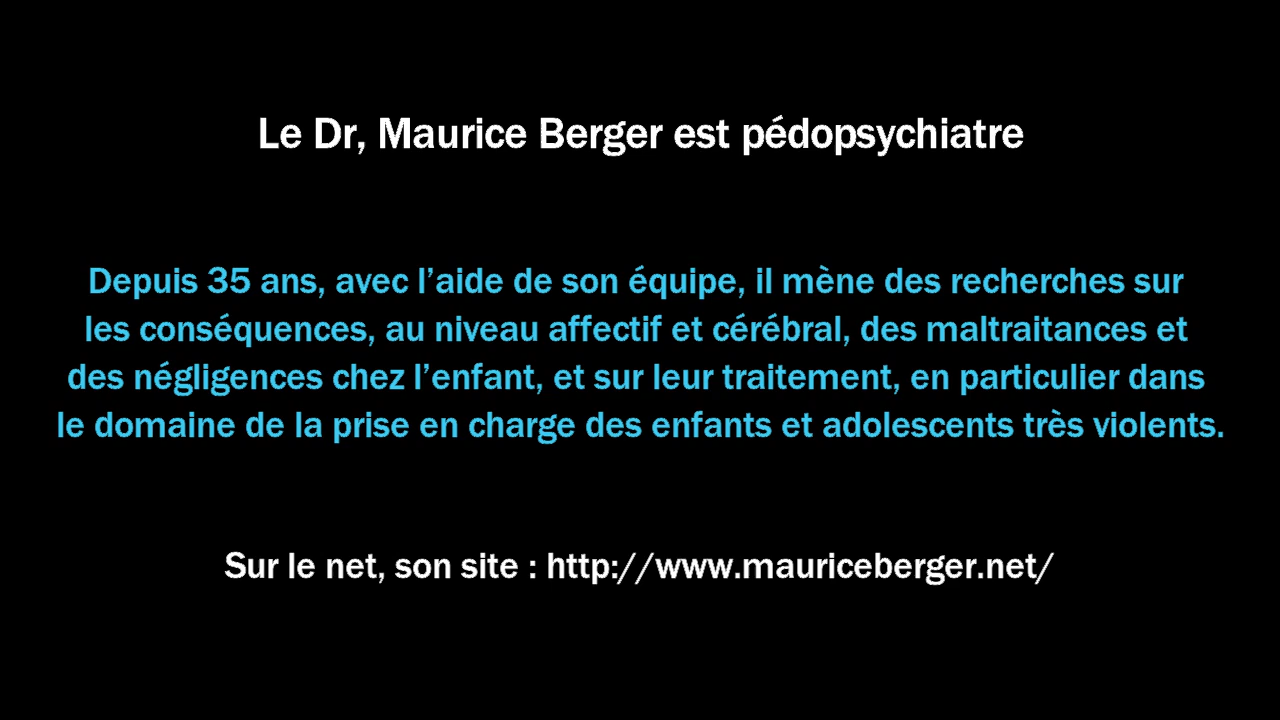 Le Dr, Maurice Berger est pédopsychiatre
Depuis 35 ans, avec l’aide de son équipe, il mène des recherches sur
les conséquences, au niveau affectif et cérébral, des maltraitances et
des négligences chez l’enfant, et sur leur traitement, en particulier dans
le domaine de la prise en charge des enfants et adolescents très violents.
Sur le net, son site : http://www.mauriceberger.net/